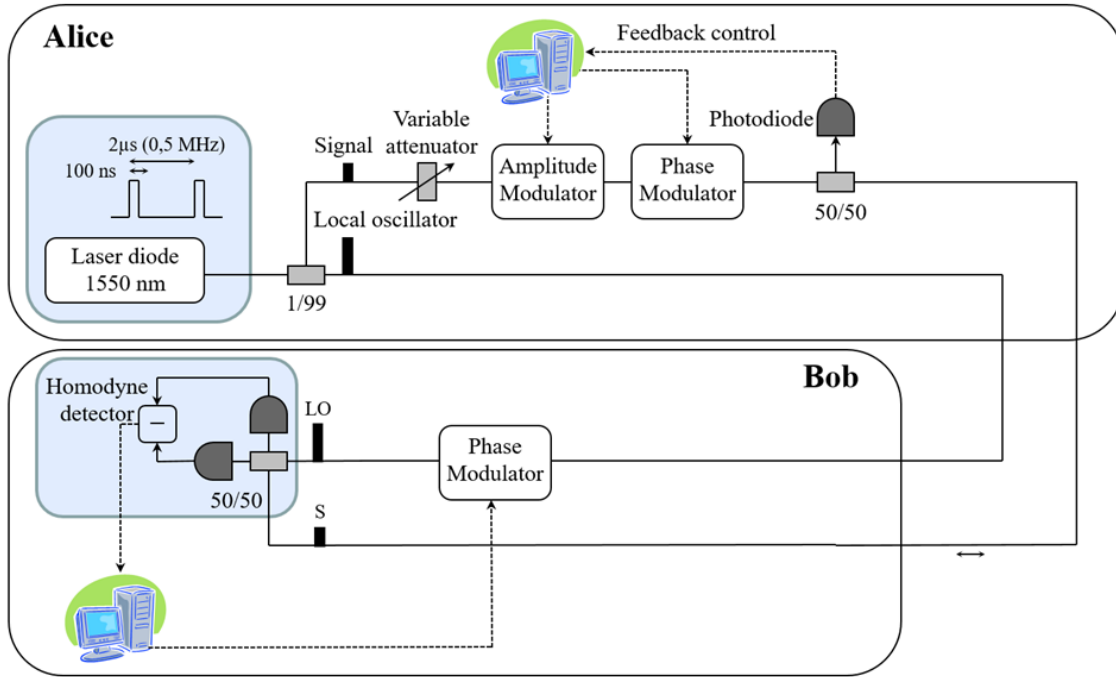 Alice
Feedback control
2µs (0,5 MHz)
100 ns
Signal
Variable
attenuator
Photodiode
Amplitude
Modulator
Phase
Modulator
50/50
Local oscillator
Laser diode
1550 nm
1/99
Bob
Homodyne
detector
–
LO
50/50
Phase
Modulator
S